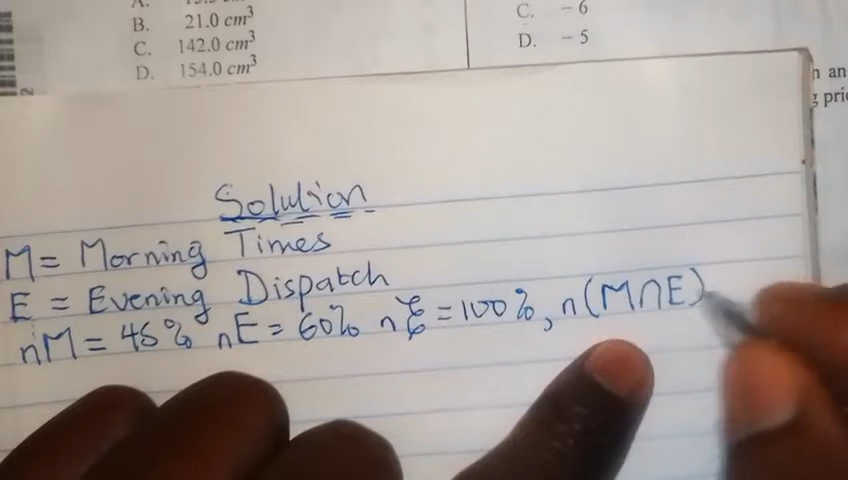 B. 21.0 cm³
C. 142.0 cm³
D. 154.0 cm³
C. − 6
D. − 5
Solution
M = Morning Times
E = Evening Dispatch
nM = 45% nE = 60% nξ = 100%, n(M∩E)